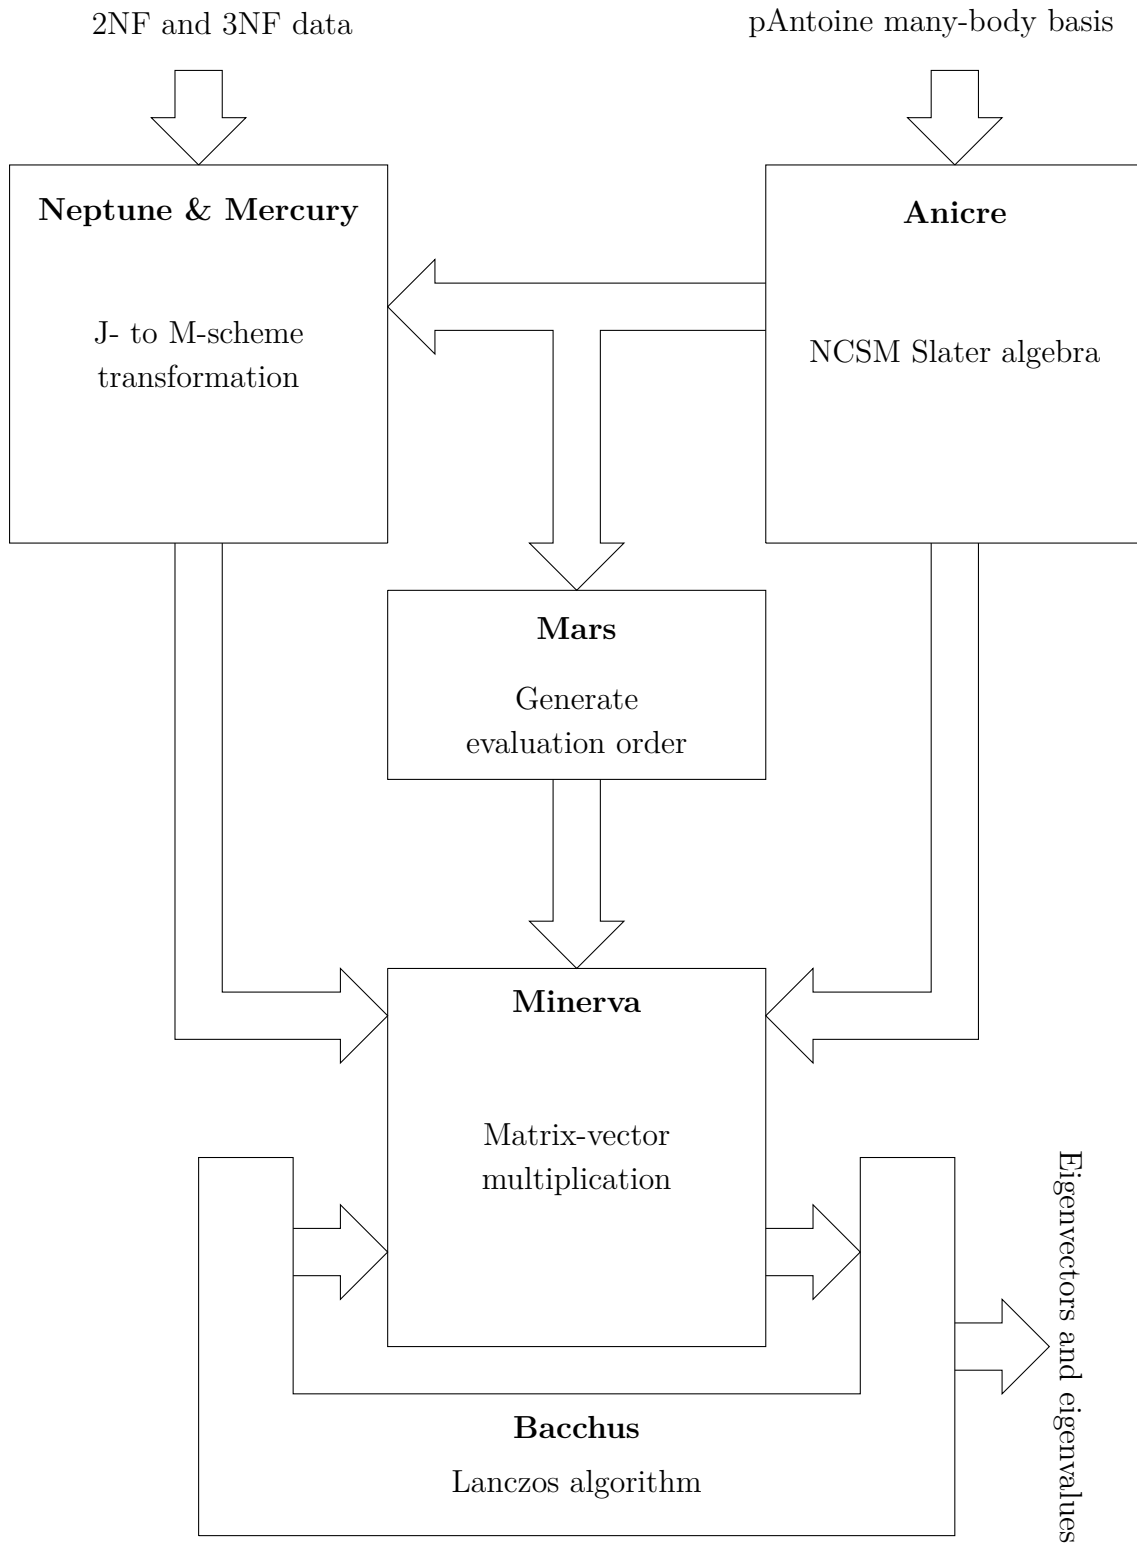 2NF and 3NF data
pAntoine many-body basis
Neptune & Mercury
J- to M-scheme
transformation
Anicre
NCSM Slater algebra
Mars
Generate
evaluation order
Minerva
Matrix-vector
multiplication
Eigenvectors and eigenvalues
Bacchus
Lanczos algorithm